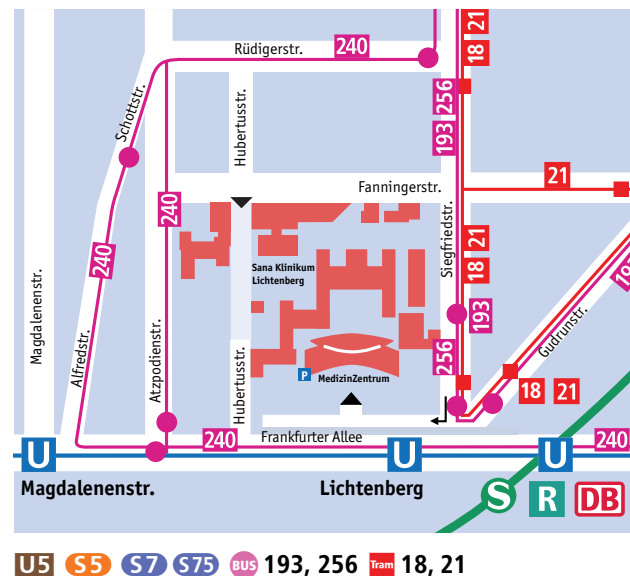 21
240
Rüdigerstr.
18
Schottstr.
Hubertusstr.
193 256
Fanningerstr.
21
240
240
Siegfriedstr.
21
18
Sana Klinikum
Lichtenberg
193
Magdalenenstr.
Alfredstr.
Atzpodienstr.
Hubertusstr.
256
Gudrunstr.
P
MedizinZentrum
18 21
240
Frankfurter Allee
240
U
U
U
Magdalenenstr.
Lichtenberg
S
R
DB
U5 S5 S7 S75 BUS 193, 256 Tram 18, 21